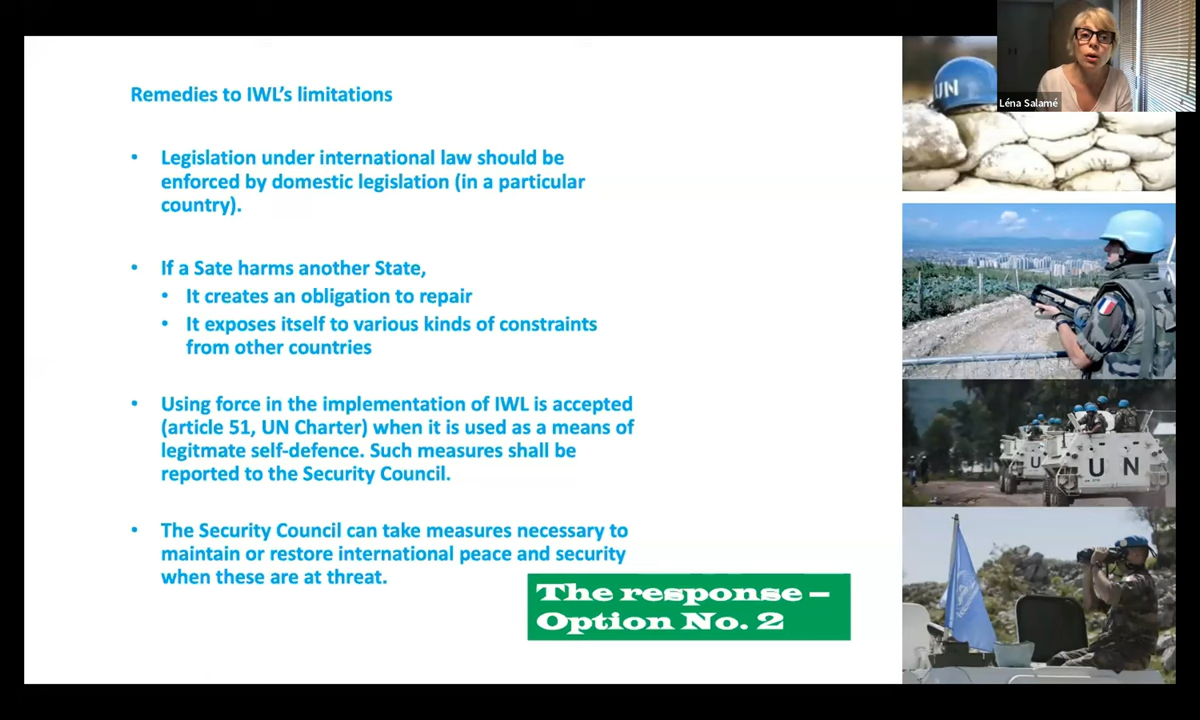 Remedies to IWL's limitations
• Legislation under international law should be
enforced by domestic legislation (in a particular
country).
• If a Sate harms another State,
• It creates an obligation to repair
• It exposes itself to various kinds of constraints
from other countries
• Using force in the implementation of IWL is accepted
(article 51, UN Charter) when it is used as a means of
legitmate self-defence. Such measures shall be
reported to the Security Council.
• The Security Council can take measures necessary to
maintain or restore international peace and security
when these are at threat.
The response –
Option No. 2
UN
Léna Salamé
U
U N